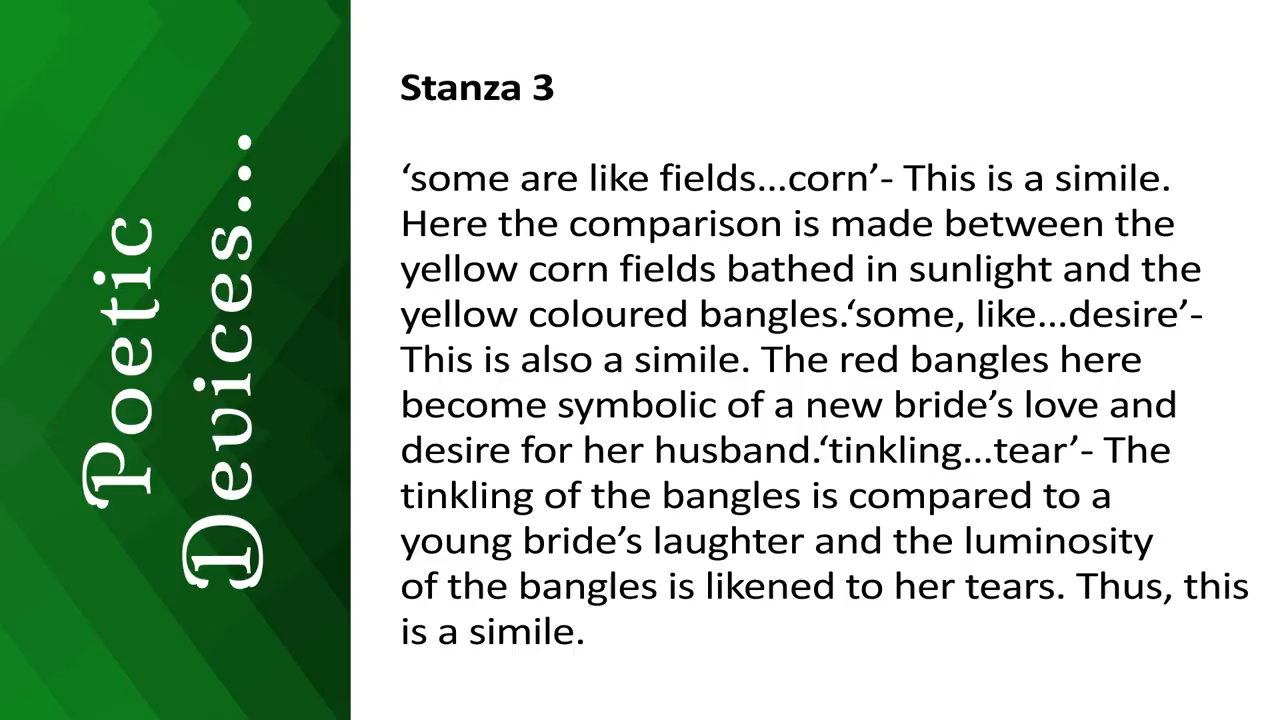 Poetic
Devices...
Stanza 3
‘some are like fields...corn’- This is a simile.
Here the comparison is made between the
yellow corn fields bathed in sunlight and the
yellow coloured bangles.‘some, like...desire’-
This is also a simile. The red bangles here
become symbolic of a new bride’s love and
desire for her husband.‘tinkling...tear’- The
tinkling of the bangles is compared to a
young bride’s laughter and the luminosity
of the bangles is likened to her tears. Thus, this
is a simile.